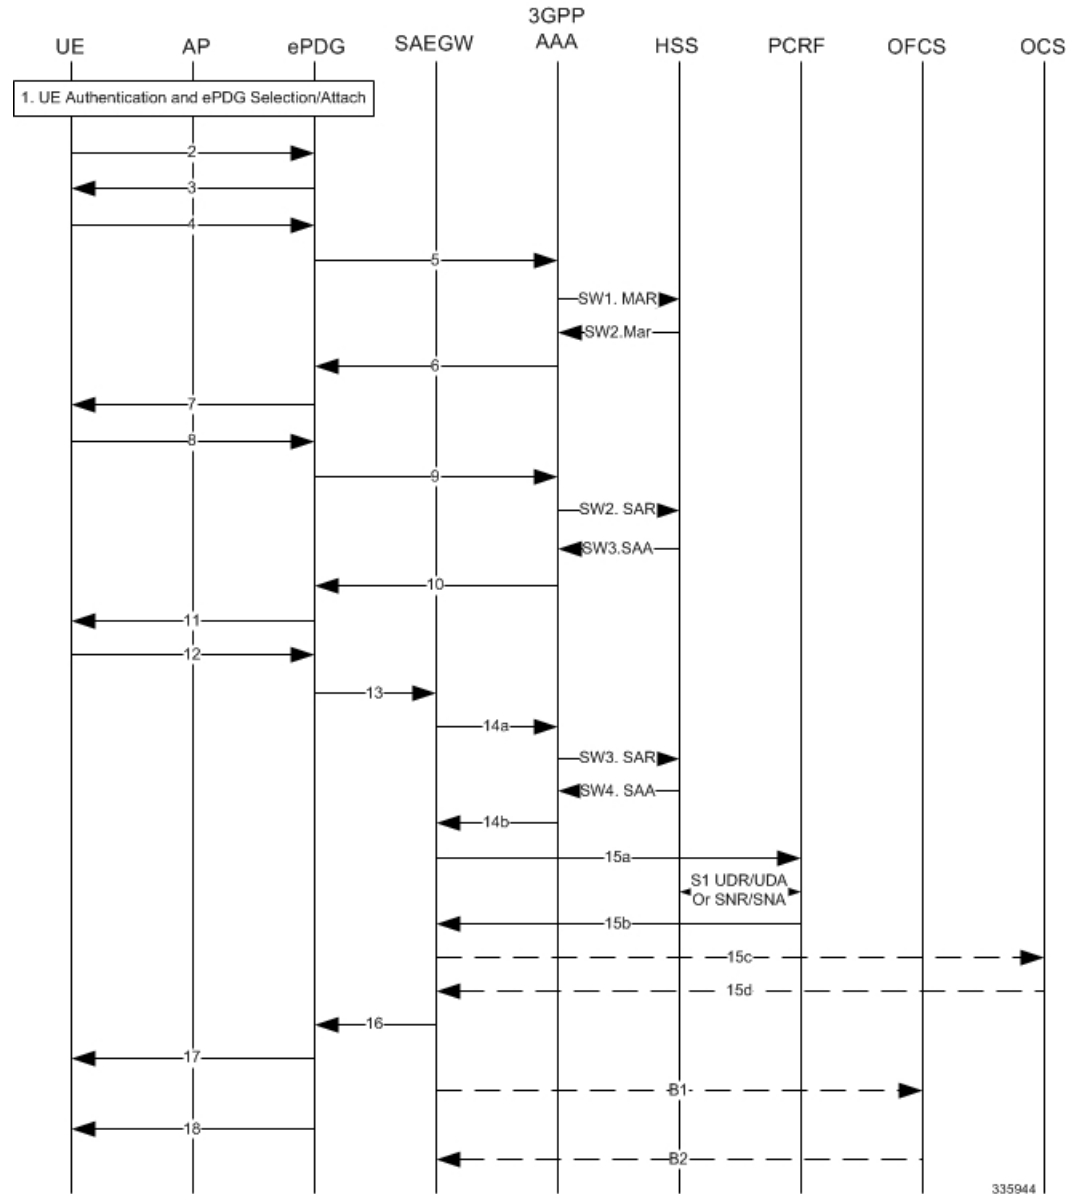 UE AP ePDG SAEGW 3GPP
AAA HSS PCRF OFCS OCS
1. UE Authentication and ePDG Selection/Attach
2
3
4
5
SW1. MAR
SW2.Mar
6
7
8
9
SW2. SAR
SW3.SAA
10
11
12
13
14a
SW3. SAR
SW4. SAA
14b
15a
S1 UDR/UDA
Or SNR/SNA
15b
15c
15d
16
17
B1
18
B2
335944